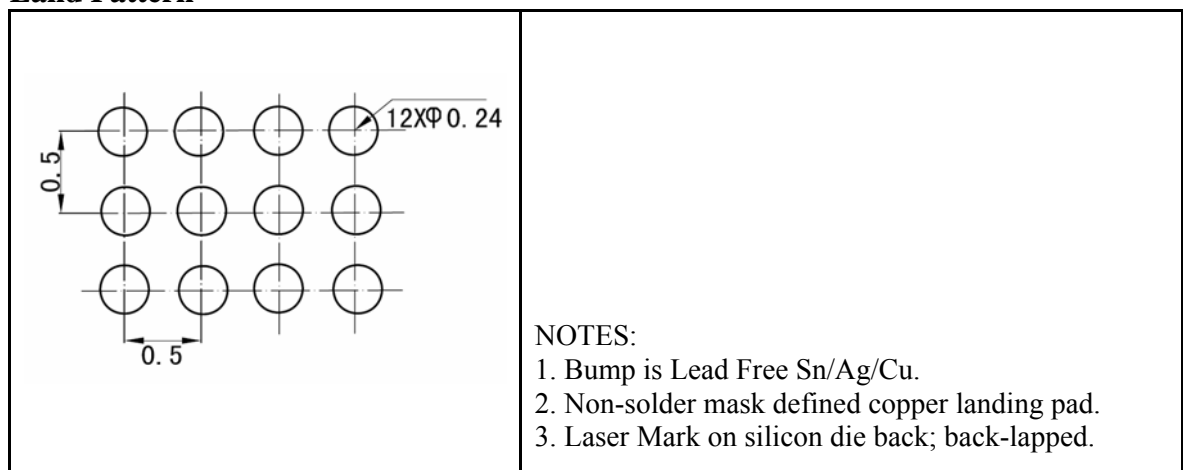 Land Pattern
12XΦ0.24
0.5
0.5
NOTES:
1. Bump is Lead Free Sn/Ag/Cu.
2. Non-solder mask defined copper landing pad.
3. Laser Mark on silicon die back; back-lapped.